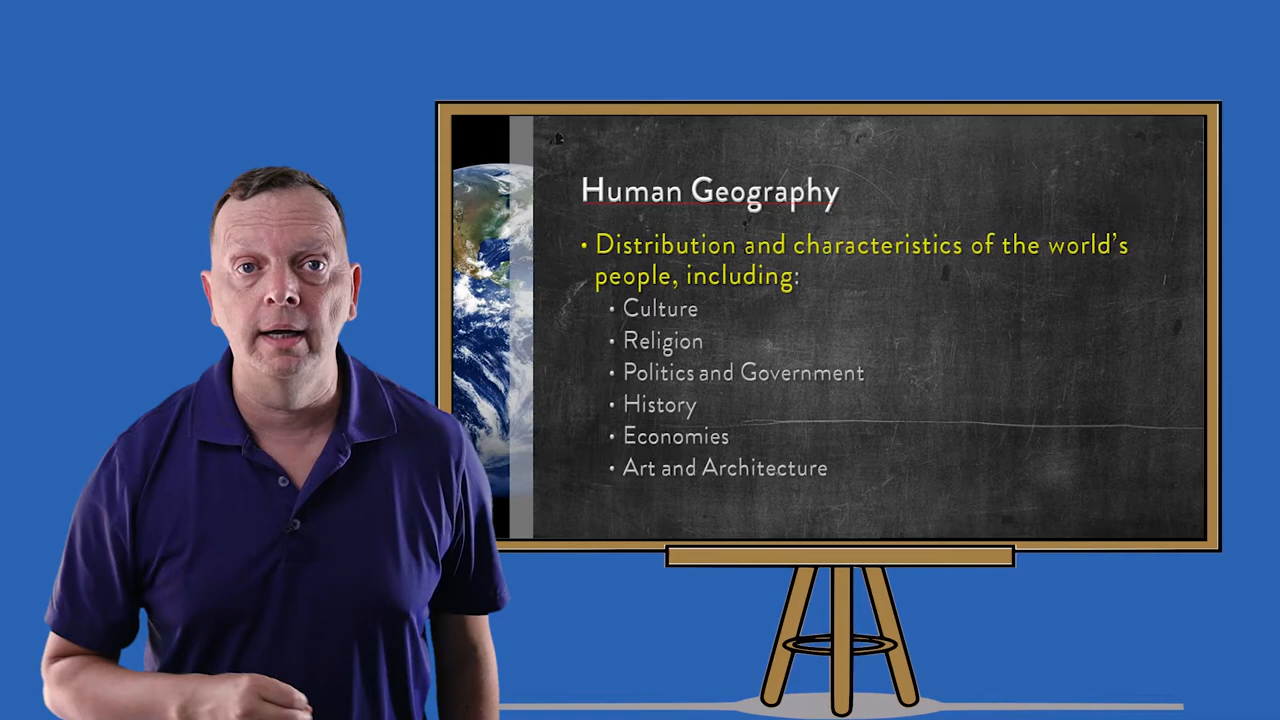 Human Geography
• Distribution and characteristics of the world's
people, including:
• Culture
• Religion
• Politics and Government
• History
• Economies
• Art and Architecture